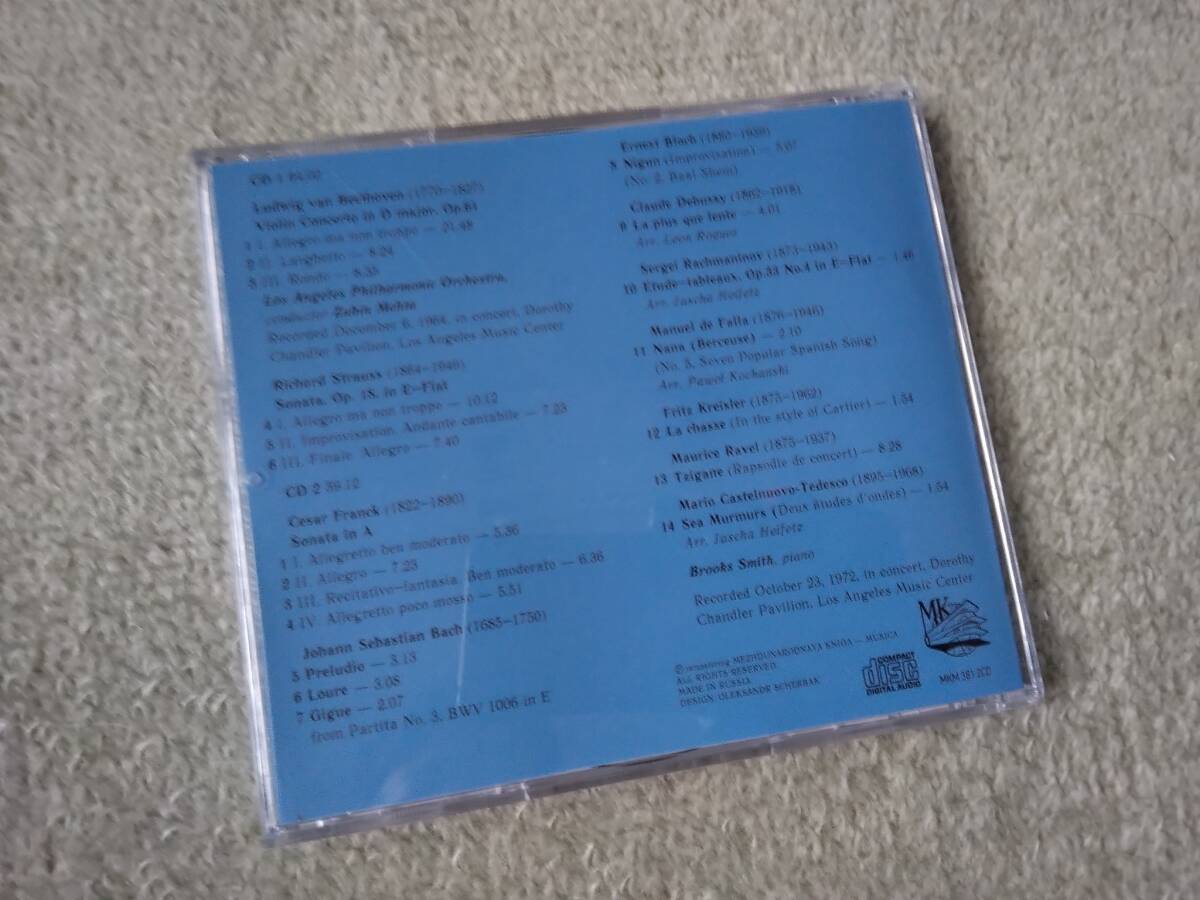 CD 1
Ludwig van Beethoven (1770–1827)
Violin Concerto in D major, Op.61
1 I. Allegro ma non troppo — 21.48
2 II. Larghetto — 8.24
3 III. Rondo — 8.35
Los Angeles Philharmonic Orchestra,
conductor Zubin Mehta
Recorded December 6, 1964, in concert, Dorothy
Chandler Pavilion, Los Angeles Music Center
Richard Strauss (1864–1949)
Sonata, Op. 18, in E=Flat
4 I. Allegro ma non troppo — 10.12
5 II. Improvisation. Andante cantabile — 7.23
6 III. Finale. Allegro — 7.40
CD 2 59.12
Cesar Franck (1822–1890)
Sonata in A
1 I. Allegretto ben moderato — 5.36
2 II. Allegro — 7.23
3 III. Recitative–fantasia. Ben moderato — 6.36
4 IV. Allegretto poco mosso — 5.51
Johann Sebastian Bach (1685–1750)
5 Preludio — 3.13
6 Loure — 3.08
7 Gigue — 2.07
from Partita No. 3, BWV 1006 in E
Ernest Bloch
8 Nigun (Improvisation) — 5.07
(No. 2, Baal Shem)
Claude Debussy (1862–1918)
9 La plus que lente — 4.01
Arr. Leon Roques
Sergei Rachmaninov (1873–1943)
10 Etude–tableaux, Op.33 No.4 in E=Flat — 1.46
Arr. Jascha Heifetz
Manuel de Falla (1876–1946)
11 Nana (Berceuse) — 2.10
(No. 5, Seven Popular Spanish Song)
Arr. Pawel Kochanski
Fritz Kreisler (1875–1962)
12 La chasse (In the style of Cartier) — 1.54
Maurice Ravel (1875–1937)
13 Tzigane (Rapsodie de concert) — 8.28
Mario Castelnuovo-Tedesco (1895–1968)
14 Sea Murmurs (Deux études d'ondes) — 1.54
Arr. Jascha Heifetz
Brooks Smith, piano
Recorded October 23, 1972, in concert, Dorothy
Chandler Pavilion, Los Angeles Music Center
© remastering MEZHDUNARODNAYA KNIGA — MUSICA
ALL RIGHTS RESERVED
MADE IN RUSSIA
DESIGN: OLEKSANDR SCHERBAK
COMPACT
disc
DIGITAL AUDIO
MK
MKM 381-2CD